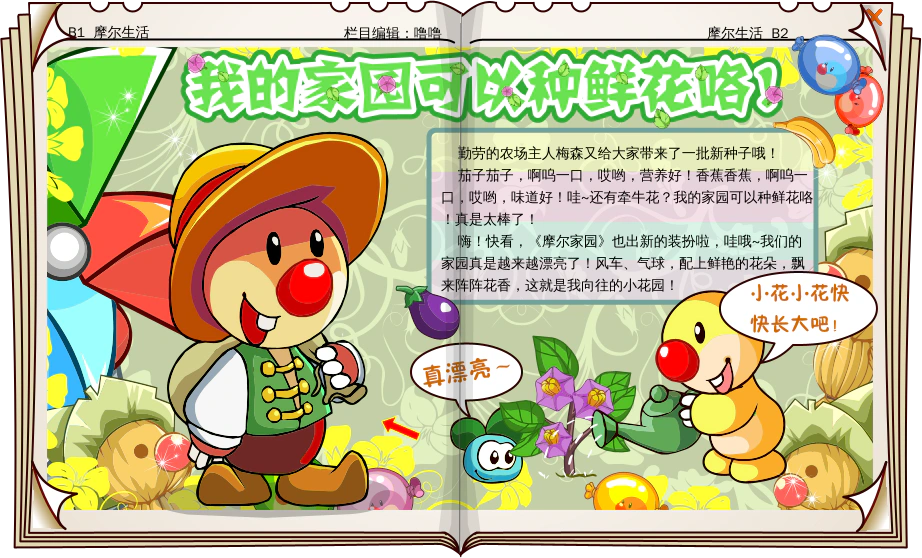 B1 摩尔生活
栏目编辑：噜噜
摩尔生活 B2
我的家园可以种鲜花咯！
勤劳的农场主人梅森又给大家带来了一批新种子哦！
茄子茄子，啊呜一口，哎哟，营养好！香蕉香蕉，啊呜一
口，哎哟，味道好！哇~还有牵牛花？我的家园可以种鲜花咯
！真是太棒了！
嗨！快看，《摩尔家园》也出新的装扮啦，哇哦~我们的
家园真是越来越漂亮了！风车、气球，配上鲜艳的花朵，飘
来阵阵花香，这就是我向往的小花园！
小花小花快
快长大吧！
真漂亮~